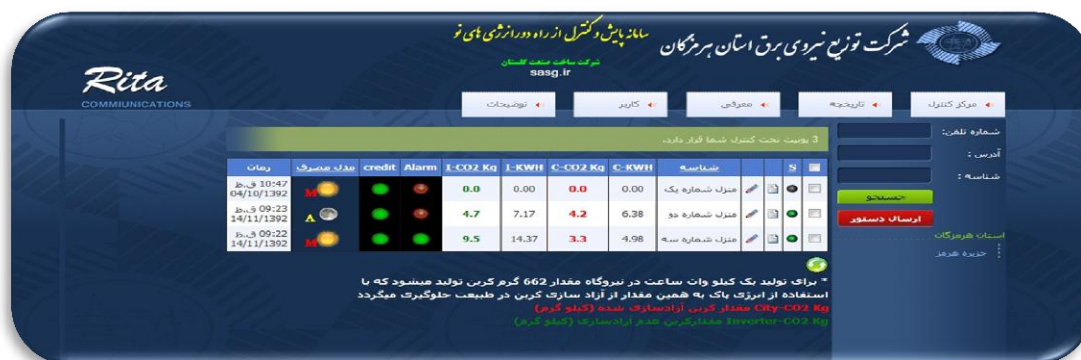 شرکت توزیع نیروی برق استان هرمزگان
سامانه پایش و کنترل از راه دور انرژی های نو
شرکت ساخت صنعت گلستان
sasg.ir
Rita
COMMUNICATIONS
مرکز کنترل تاریخچه معرفی کاربر توضیحات
شماره تلفن:
آدرس :
شناسه :
جستجو
ارسال دستور
استان هرمزگان
جزیره هرمز
3 یونیت تحت کنترل شما قرار دارد.
S شناسه C-KWH C-CO2 Kg I-KWH I-CO2 Kg Alarm credit مدل مصرف زمان
منزل شماره یک 0.00 0.0 0.00 0.0 M 10:47 ق.ظ
04/10/1392
منزل شماره دو 6.38 4.2 7.17 4.7 A 09:23 ق.ظ
14/11/1392
منزل شماره سه 4.98 3.3 14.37 9.5 M 09:22 ق.ظ
14/11/1392
* برای تولید یک کیلو وات ساعت در نیروگاه مقدار 662 گرم کربن تولید میشود که با
استفاده از انرژی پاک به همین مقدار از آزاد سازی کربن در طبیعت جلوگیری میگردد
City-CO2 Kg مقدار کربن آزادسازی شده (کیلو گرم)
Inverter-CO2 Kg مقدارکربن عدم آزادسازی (کیلو گرم)